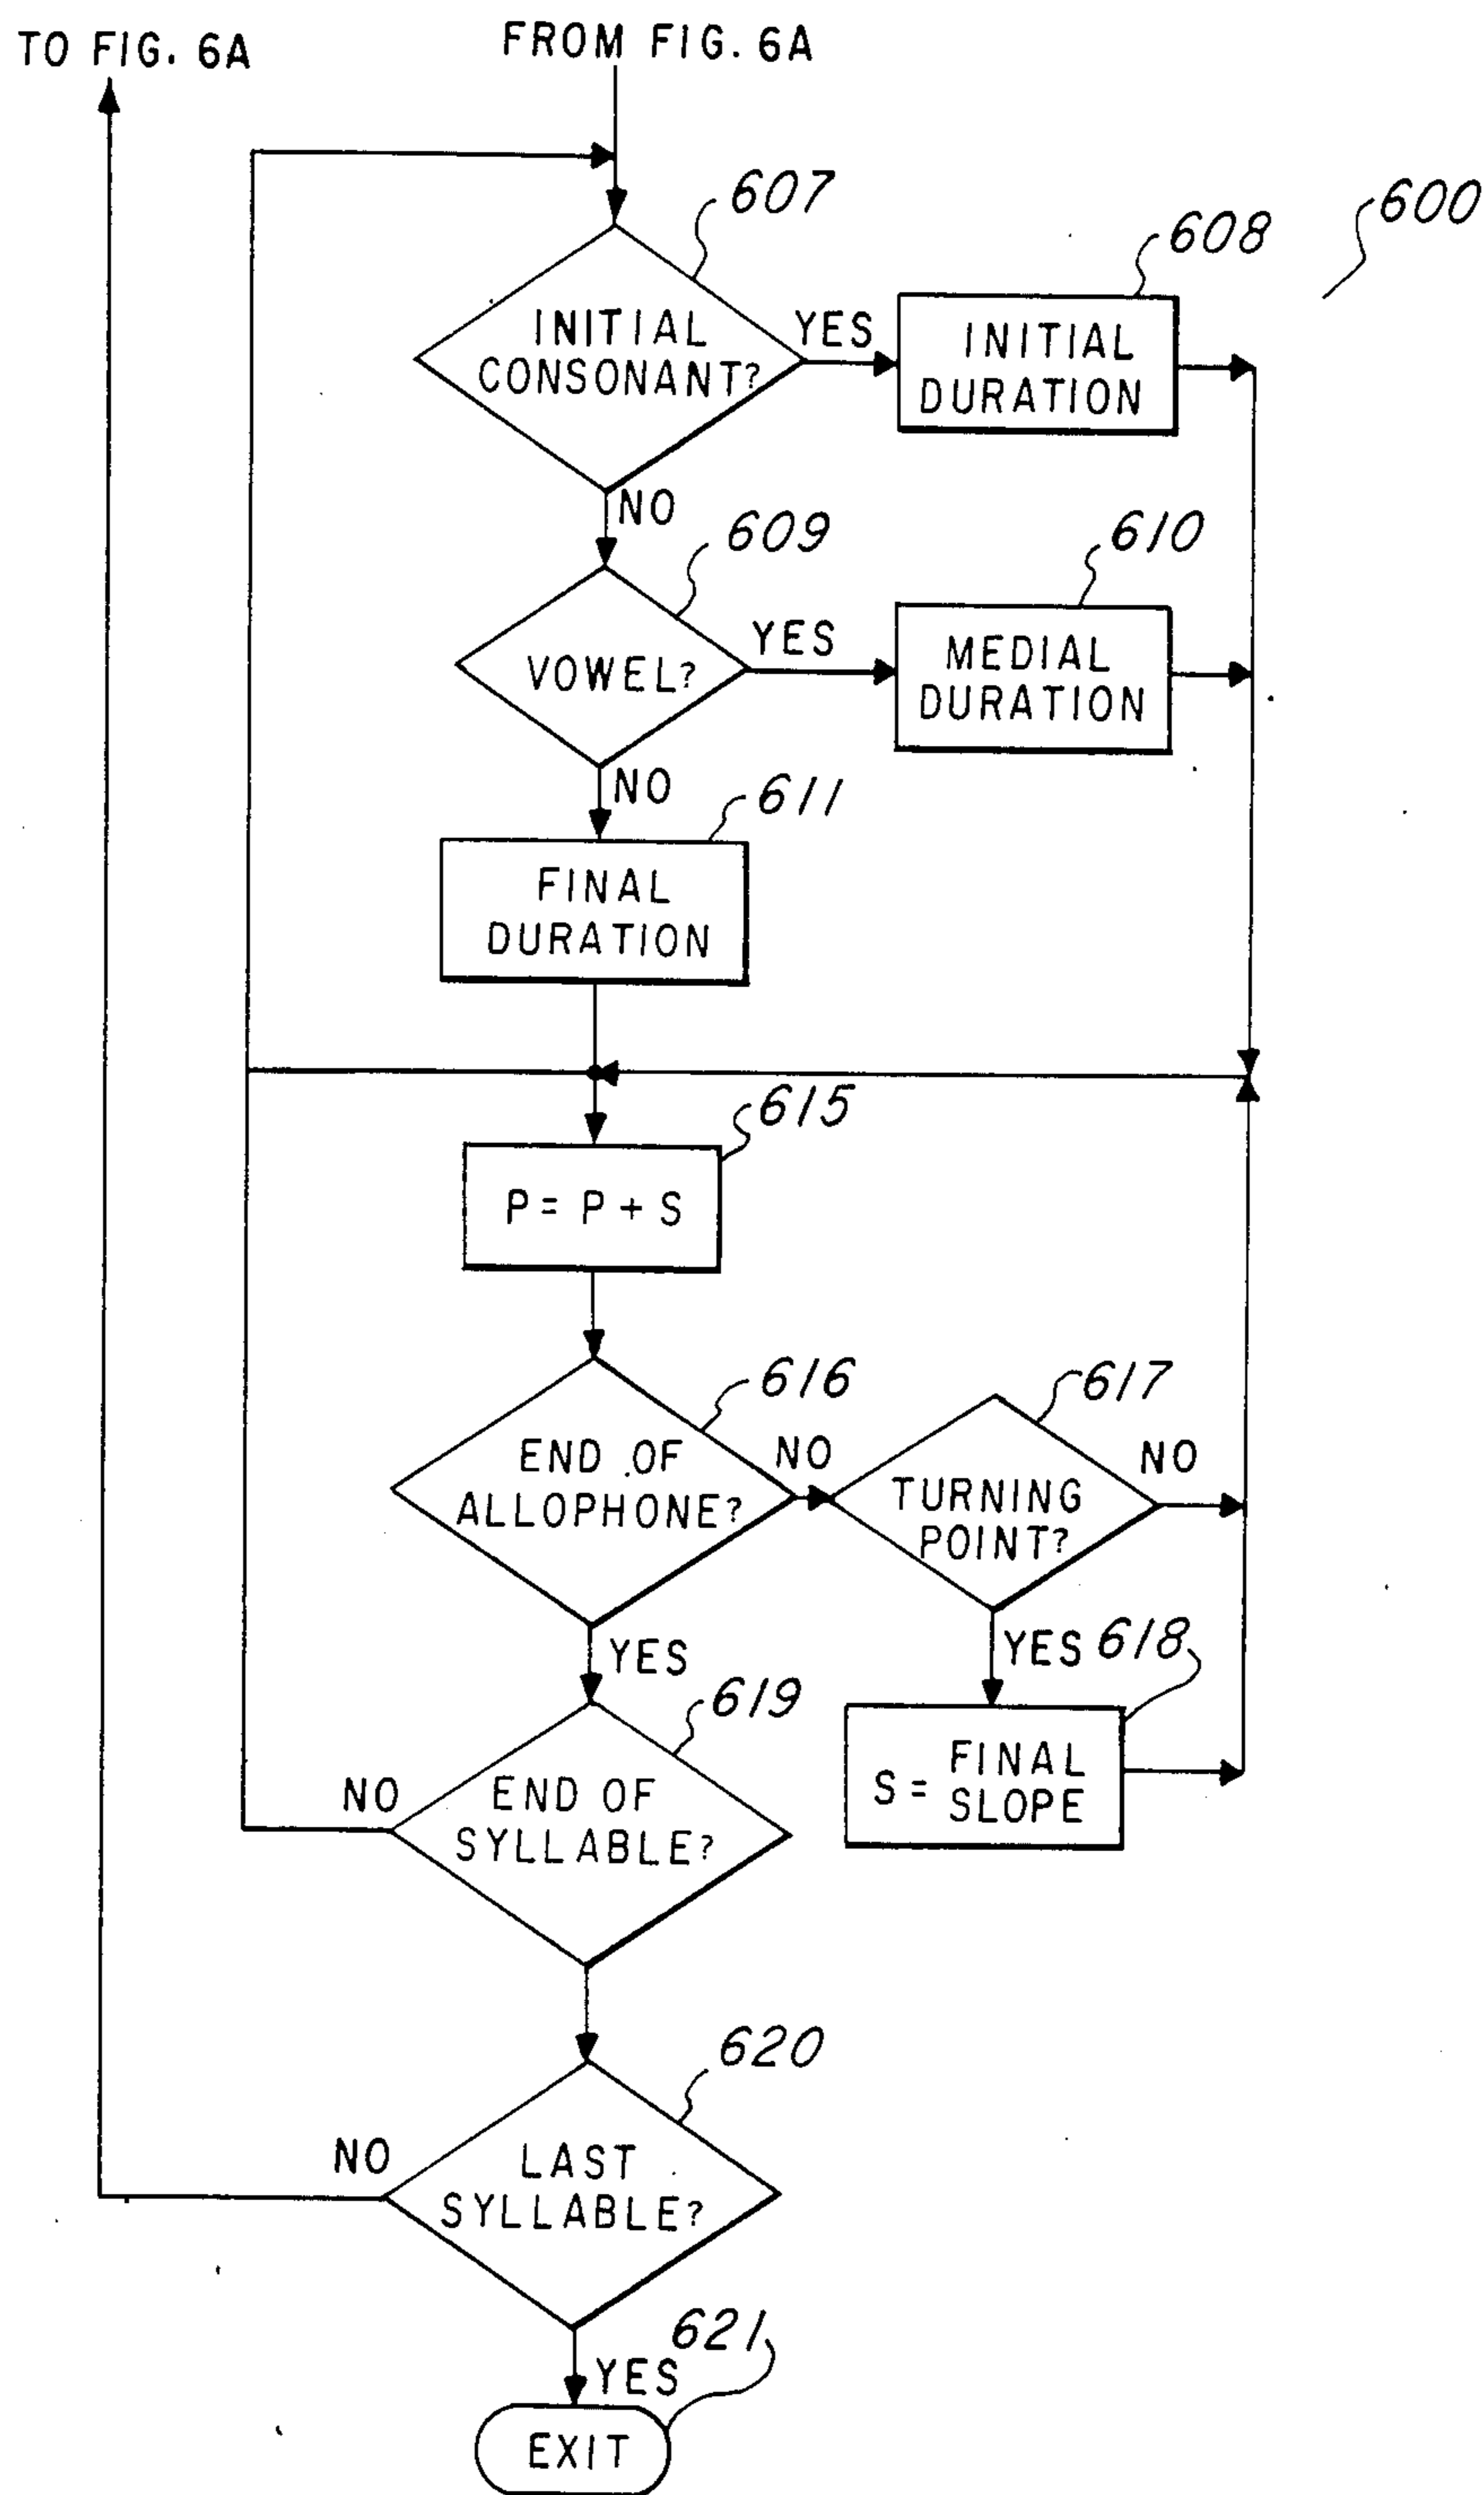 TO FIG. 6A
FROM FIG. 6A
607
600
608
INITIAL
CONSONANT?
YES
INITIAL
DURATION
NO
609
610
VOWEL?
YES
MEDIAL
DURATION
NO
611
FINAL
DURATION
615
P = P + S
616
617
END OF
ALLOPHONE?
NO
TURNING
POINT?
NO
YES
YES
618
619
S = FINAL
SLOPE
NO
END OF
SYLLABLE?
620
NO
LAST
SYLLABLE?
621
YES
EXIT